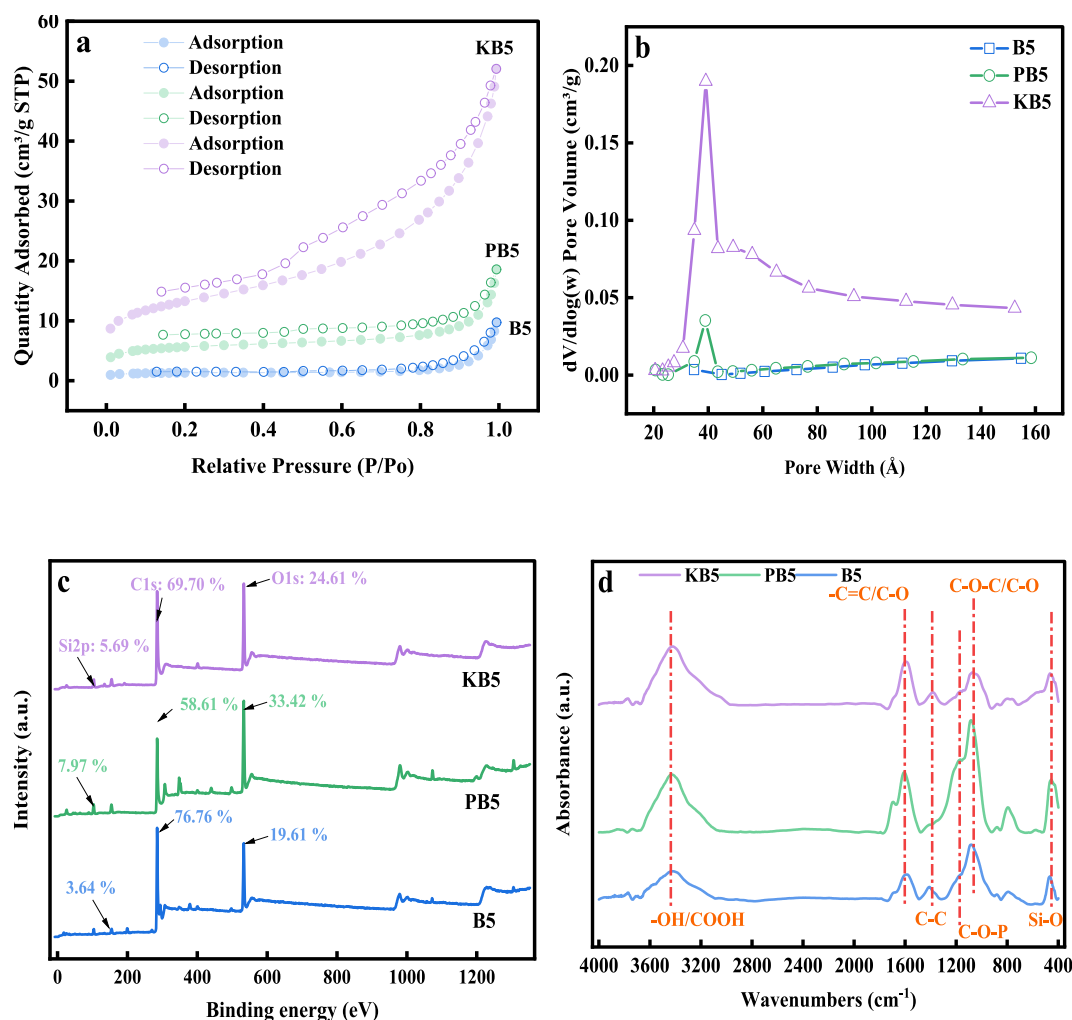 a
Adsorption
Desorption
Adsorption
Desorption
Adsorption
Desorption
KB5
PB5
B5
60
50
40
30
20
10
0
0.0 0.2 0.4 0.6 0.8 1.0
Quantity Adsorbed (cm³/g STP)
Relative Pressure (P/Po)
b
B5
PB5
KB5
0.20
0.15
0.10
0.05
0.00
20 40 60 80 100 120 140 160
dV/dlog(w) Pore Volume (cm³/g)
Pore Width (Å)
c
C1s: 69.70 %
O1s: 24.61 %
Si2p: 5.69 %
KB5
58.61 %
33.42 %
7.97 %
PB5
76.76 %
19.61 %
3.64 %
B5
0 200 400 600 800 1000 1200
Intensity (a.u.)
Binding energy (eV)
d
KB5 PB5 B5
-C=C/C-O
C-O-C/C-O
-OH/COOH
C-C
C-O-P
Si-O
4000 3600 3200 2800 2400 2000 1600 1200 800 400
Absorbance (a.u.)
Wavenumbers (cm⁻¹)